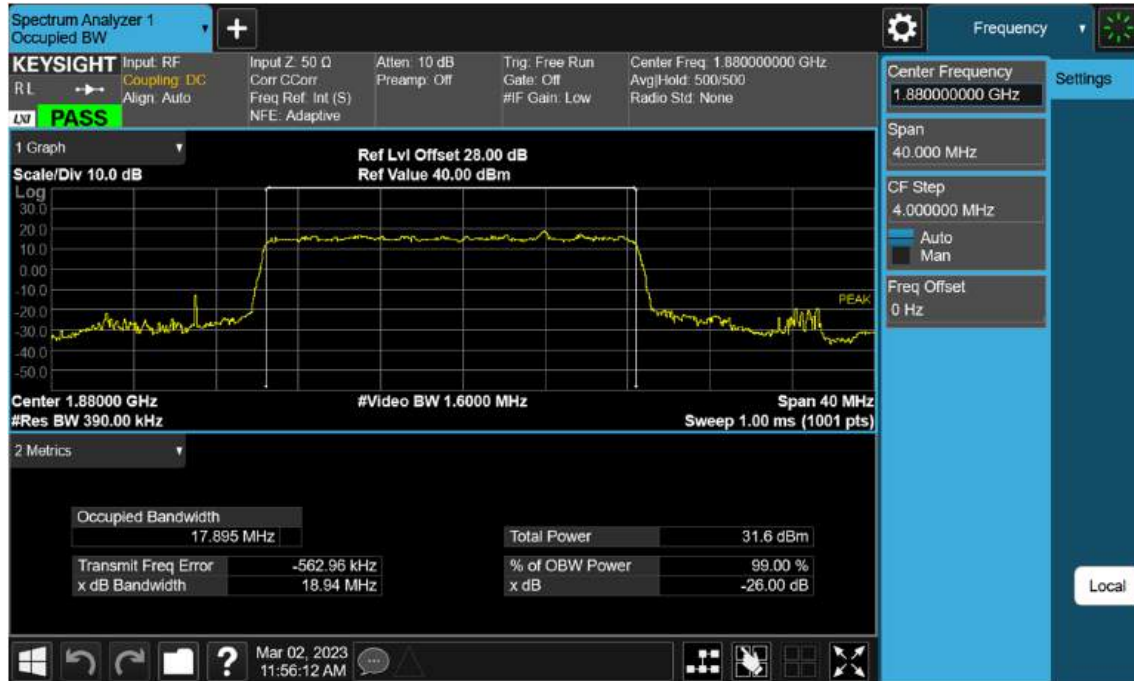 Spectrum Analyzer 1
Occupied BW
+
Frequency
KEYSIGHT
R L
LXI
PASS
Input: RF
Coupling: DC
Align: Auto
Input Z: 50 Ω
Corr CCorr
Freq Ref: Int (S)
NFE: Adaptive
Atten: 10 dB
Preamp: Off
Trig: Free Run
Gate: Off
#IF Gain: Low
Center Freq: 1.880000000 GHz
Avg|Hold: 500/500
Radio Std: None
Center Frequency
1.880000000 GHz
Settings
Span
40.000 MHz
CF Step
4.000000 MHz
Auto
Man
Freq Offset
0 Hz
Local
1 Graph
Scale/Div 10.0 dB
Ref Lvl Offset 28.00 dB
Ref Value 40.00 dBm
Log
30.0
20.0
10.0
0.00
-10.0
-20.0
-30.0
-40.0
-50.0
PEAK
Center 1.88000 GHz
#Video BW 1.6000 MHz
Span 40 MHz
#Res BW 390.00 kHz
Sweep 1.00 ms (1001 pts)
2 Metrics
Occupied Bandwidth
17.895 MHz
Total Power 31.6 dBm
Transmit Freq Error -562.96 kHz
% of OBW Power 99.00 %
x dB Bandwidth 18.94 MHz
x dB -26.00 dB
?
Mar 02, 2023
11:56:12 AM